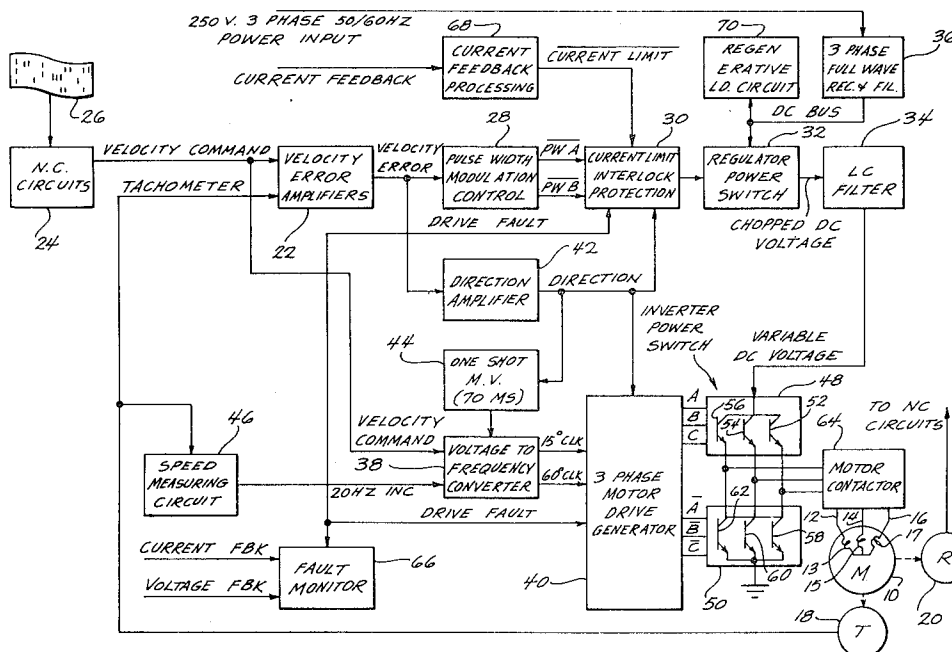 250 V. 3 PHASE 50/60HZ
POWER INPUT
68
CURRENT
FEEDBACK
PROCESSING
CURRENT LIMIT
CURRENT FEEDBACK
70
REGEN
ERATIVE
LD. CIRCUIT
DC BUS
3 PHASE
FULL WAVE
REC. & FIL.
36
26
N.C.
CIRCUITS
24
VELOCITY COMMAND
TACHOMETER
VELOCITY
ERROR
AMPLIFIERS
22
VELOCITY
ERROR
28
PULSE WIDTH
MODULATION
CONTROL
PW A
PW B
30
CURRENT LIMIT
INTERLOCK
PROTECTION
32
REGULATOR
POWER
SWITCH
34
LC
FILTER
CHOPPED DC
VOLTAGE
DRIVE FAULT
42
DIRECTION
AMPLIFIER
DIRECTION
INVERTER
POWER
SWITCH
VARIABLE
DC VOLTAGE
44
ONE SHOT
M.V.
(70 MS)
46
SPEED
MEASURING
CIRCUIT
VELOCITY
COMMAND
38
20HZ INC
VOLTAGE TO
FREQUENCY
CONVERTER
15° CLK
60° CLK
3 PHASE
MOTOR
DRIVE
GENERATOR
40
A
B
C
A
B
C
48
56
54
52
62
60
58
50
TO NC
CIRCUITS
64
MOTOR
CONTACTOR
12
14
16
13
15
17
M
10
R
20
T
18
DRIVE FAULT
CURRENT FBK
VOLTAGE FBK
FAULT
MONITOR
66